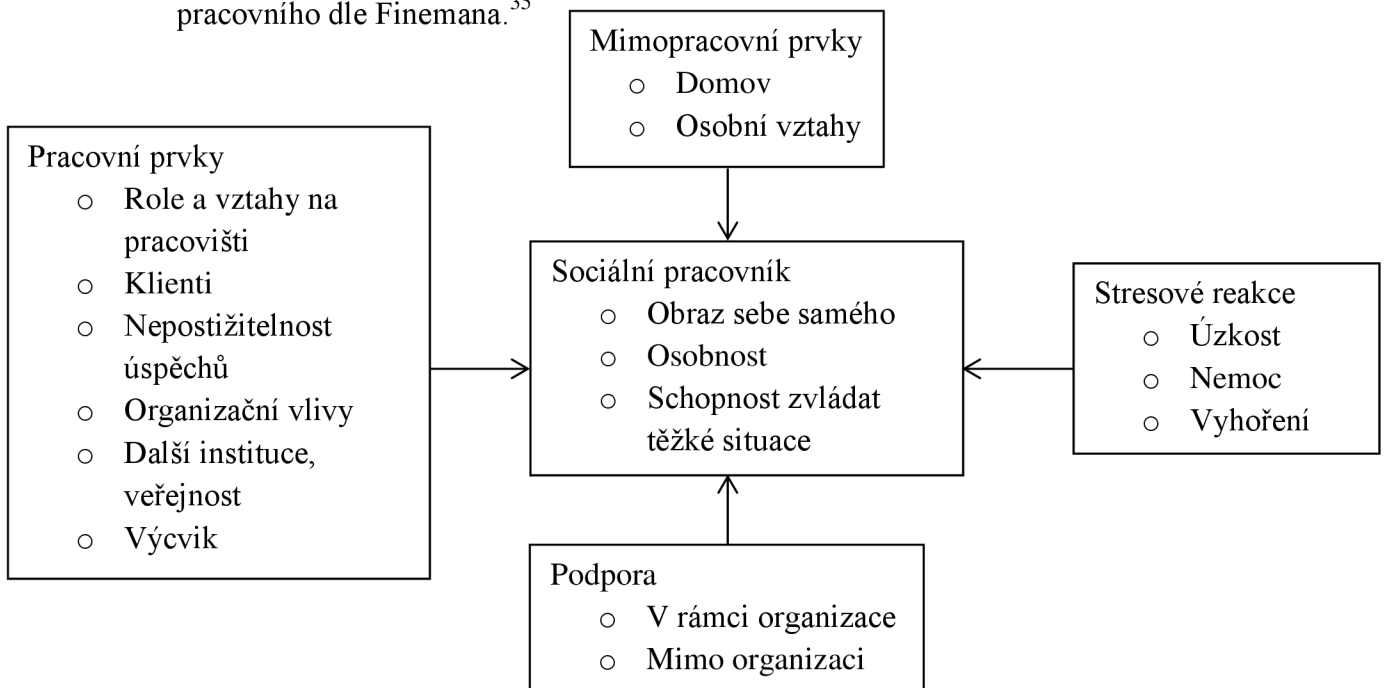 pracovního dle Finemana.35
Mimopracovní prvky
o Domov
o Osobní vztahy
Pracovní prvky
o Role a vztahy na
pracovišti
o Klienti
o Nepostižitelnost
úspěchů
o Organizační vlivy
o Další instituce,
veřejnost
o Výcvik
Sociální pracovník
o Obraz sebe samého
o Osobnost
o Schopnost zvládat
těžké situace
Stresové reakce
o Úzkost
o Nemoc
o Vyhoření
Podpora
o V rámci organizace
o Mimo organizaci